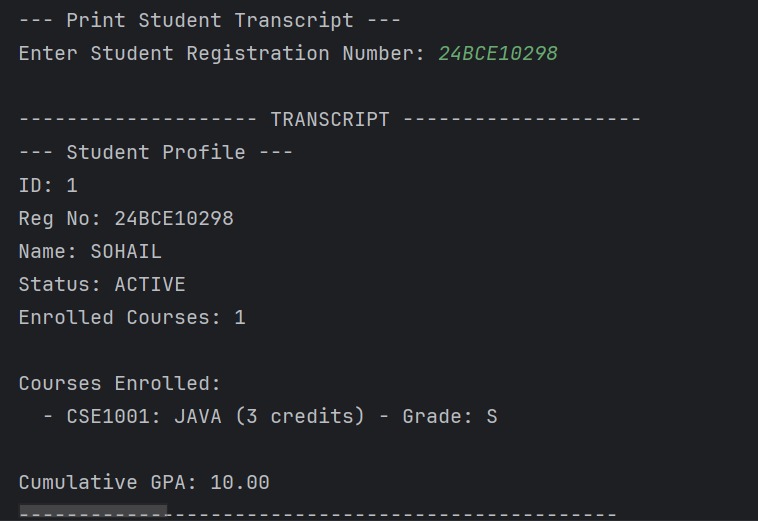 --- Print Student Transcript ---
Enter Student Registration Number: 24BCE10298
-------------------- TRANSCRIPT --------------------
--- Student Profile ---
ID: 1
Reg No: 24BCE10298
Name: SOHAIL
Status: ACTIVE
Enrolled Courses: 1
Courses Enrolled:
  - CSE1001: JAVA (3 credits) - Grade: S
Cumulative GPA: 10.00
--------------------------------------------------